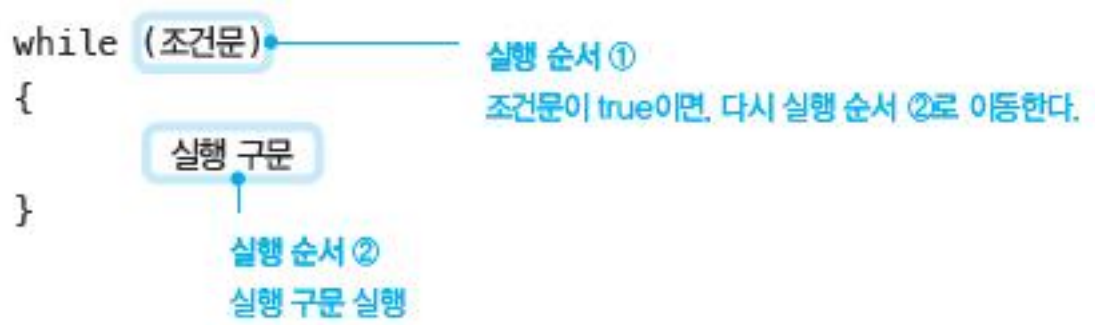 while (조건문)
실행 순서 ①
{
조건문이 true이면, 다시 실행 순서 ②로 이동한다.
실행 구문
}
실행 순서 ②
실행 구문 실행